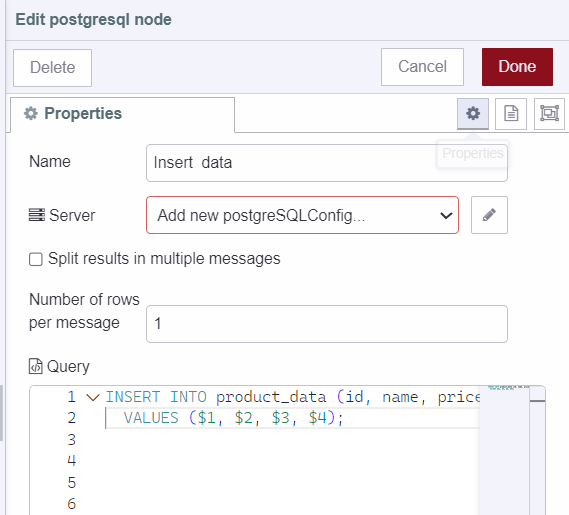 Edit postgresql node
Delete
Cancel
Done
Properties
Properties
Name
Insert  data
Server
Add new postgreSQLConfig...
Split results in multiple messages
Number of rows
per message
1
Query
1 INSERT INTO product_data (id, name, price
2 VALUES ($1, $2, $3, $4);
3
4
5
6